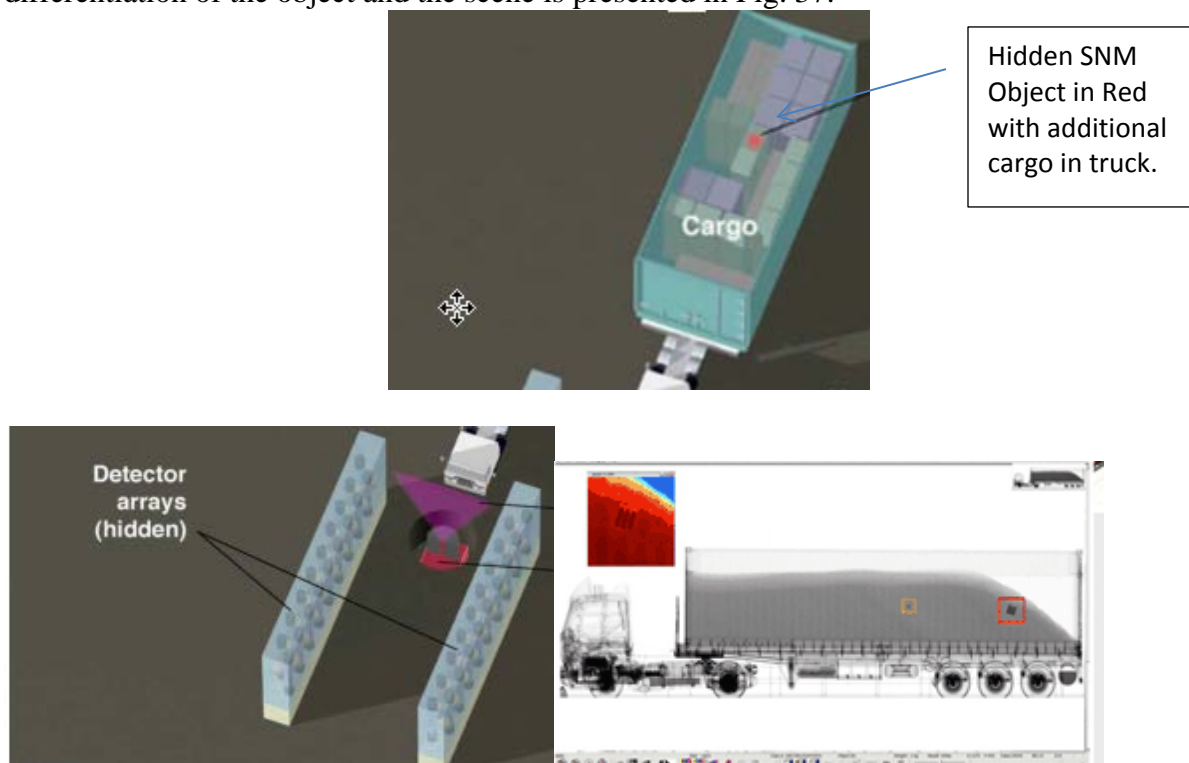 differentiation of the object and the scene is presented in Fig. 37.
Hidden SNM
Object in Red
with additional
cargo in truck.
Cargo
Detector
arrays
(hidden)